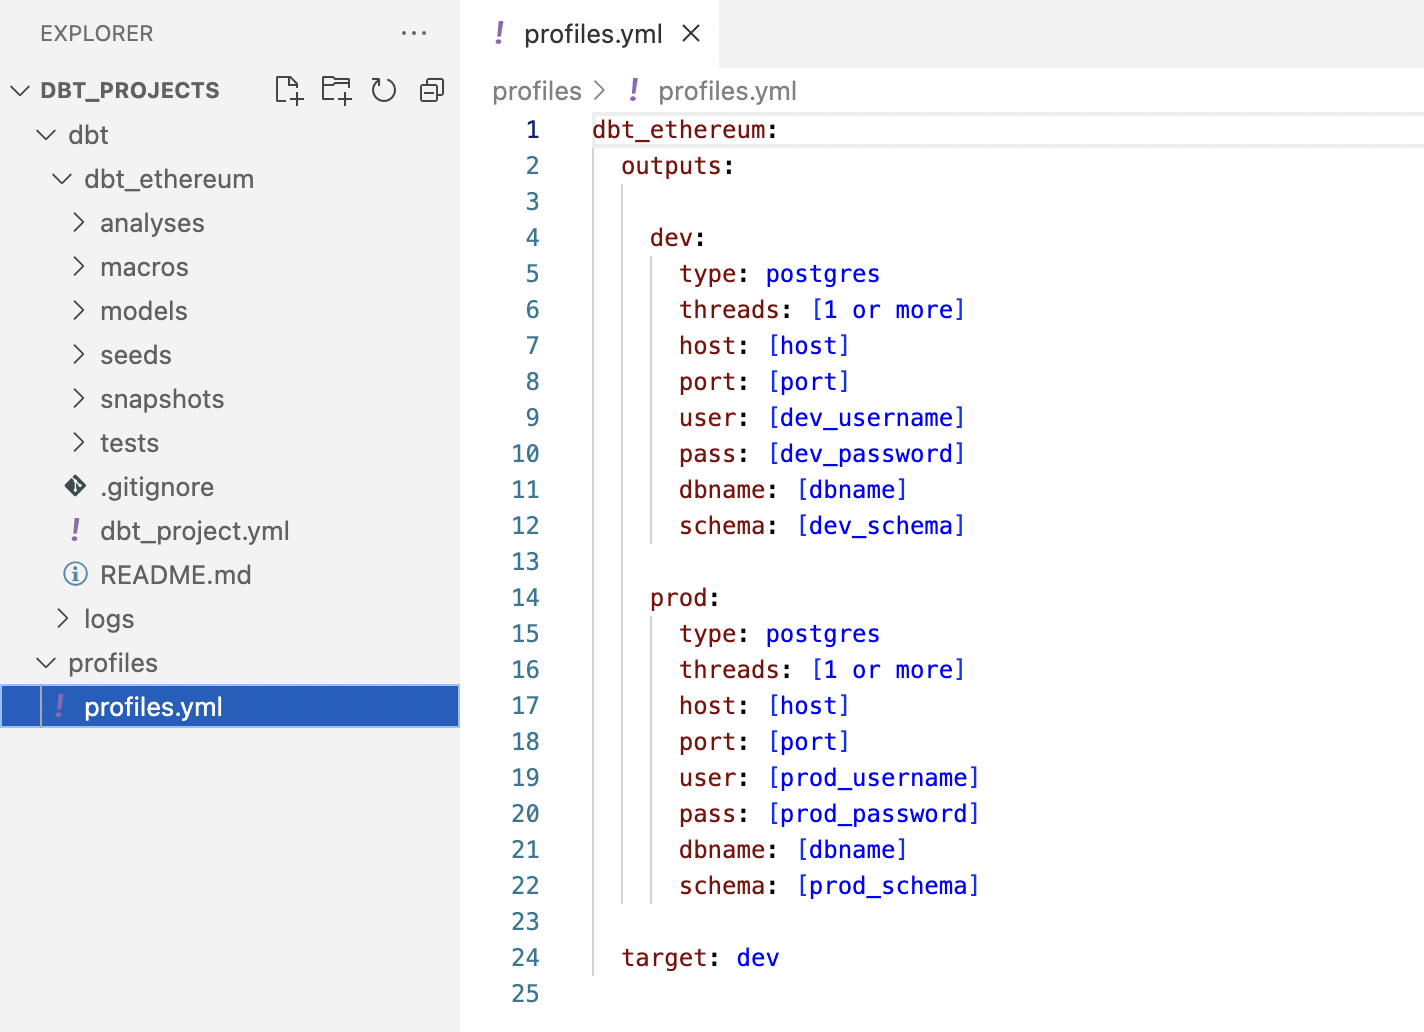 EXPLORER
DBT_PROJECTS
dbt
dbt_ethereum
analyses
macros
models
seeds
snapshots
tests
.gitignore
dbt_project.yml
README.md
logs
profiles
profiles.yml
profiles.yml
profiles > profiles.yml
1 dbt_ethereum:
2   outputs:
3
4     dev:
5       type: postgres
6       threads: [1 or more]
7       host: [host]
8       port: [port]
9       user: [dev_username]
10       pass: [dev_password]
11       dbname: [dbname]
12       schema: [dev_schema]
13
14     prod:
15       type: postgres
16       threads: [1 or more]
17       host: [host]
18       port: [port]
19       user: [prod_username]
20       pass: [prod_password]
21       dbname: [dbname]
22       schema: [prod_schema]
23
24   target: dev
25